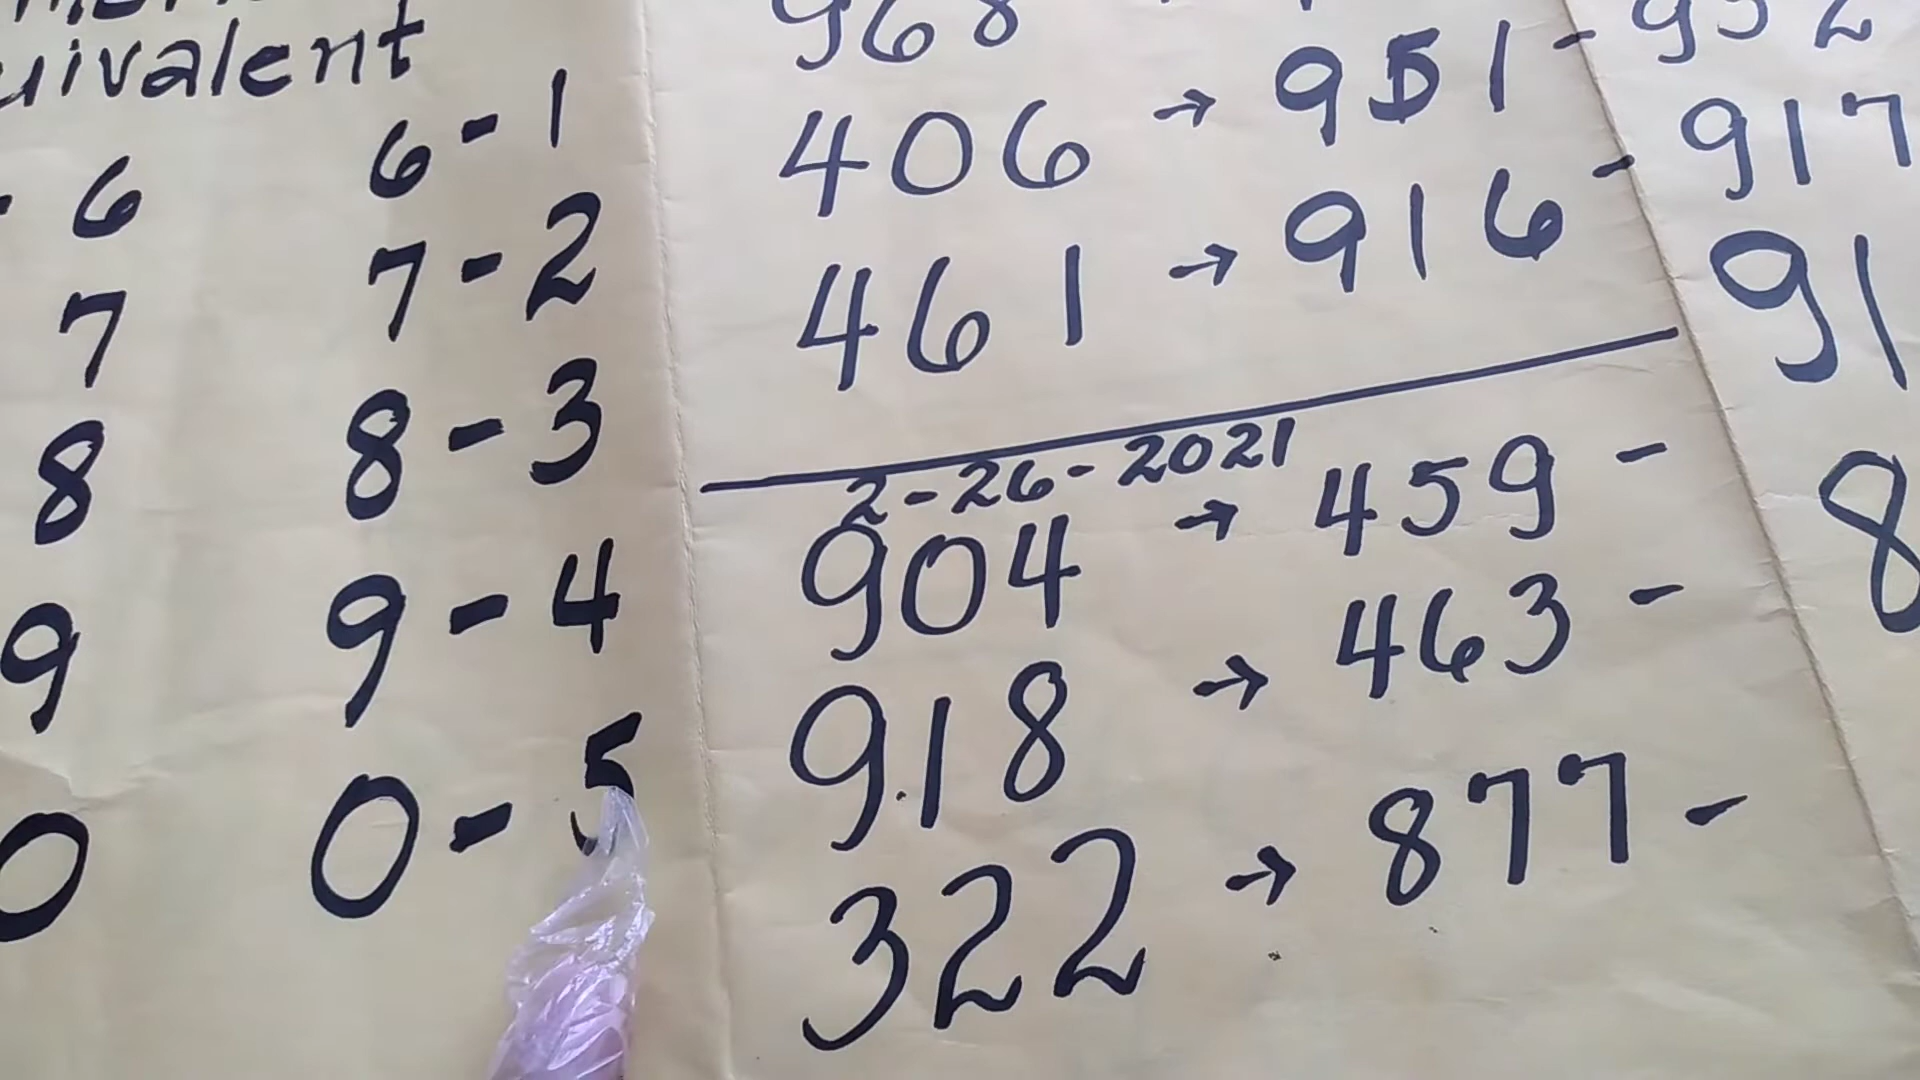 uivalent
- 6 6 - 1
7 7 - 2
8 8 - 3
9 9 - 4
0 0 - 5
968
406 → 951 - 952
461 → 916 - 917
91
2-26-2021
904 → 459 - 8
918 → 463 -
322 → 877 -